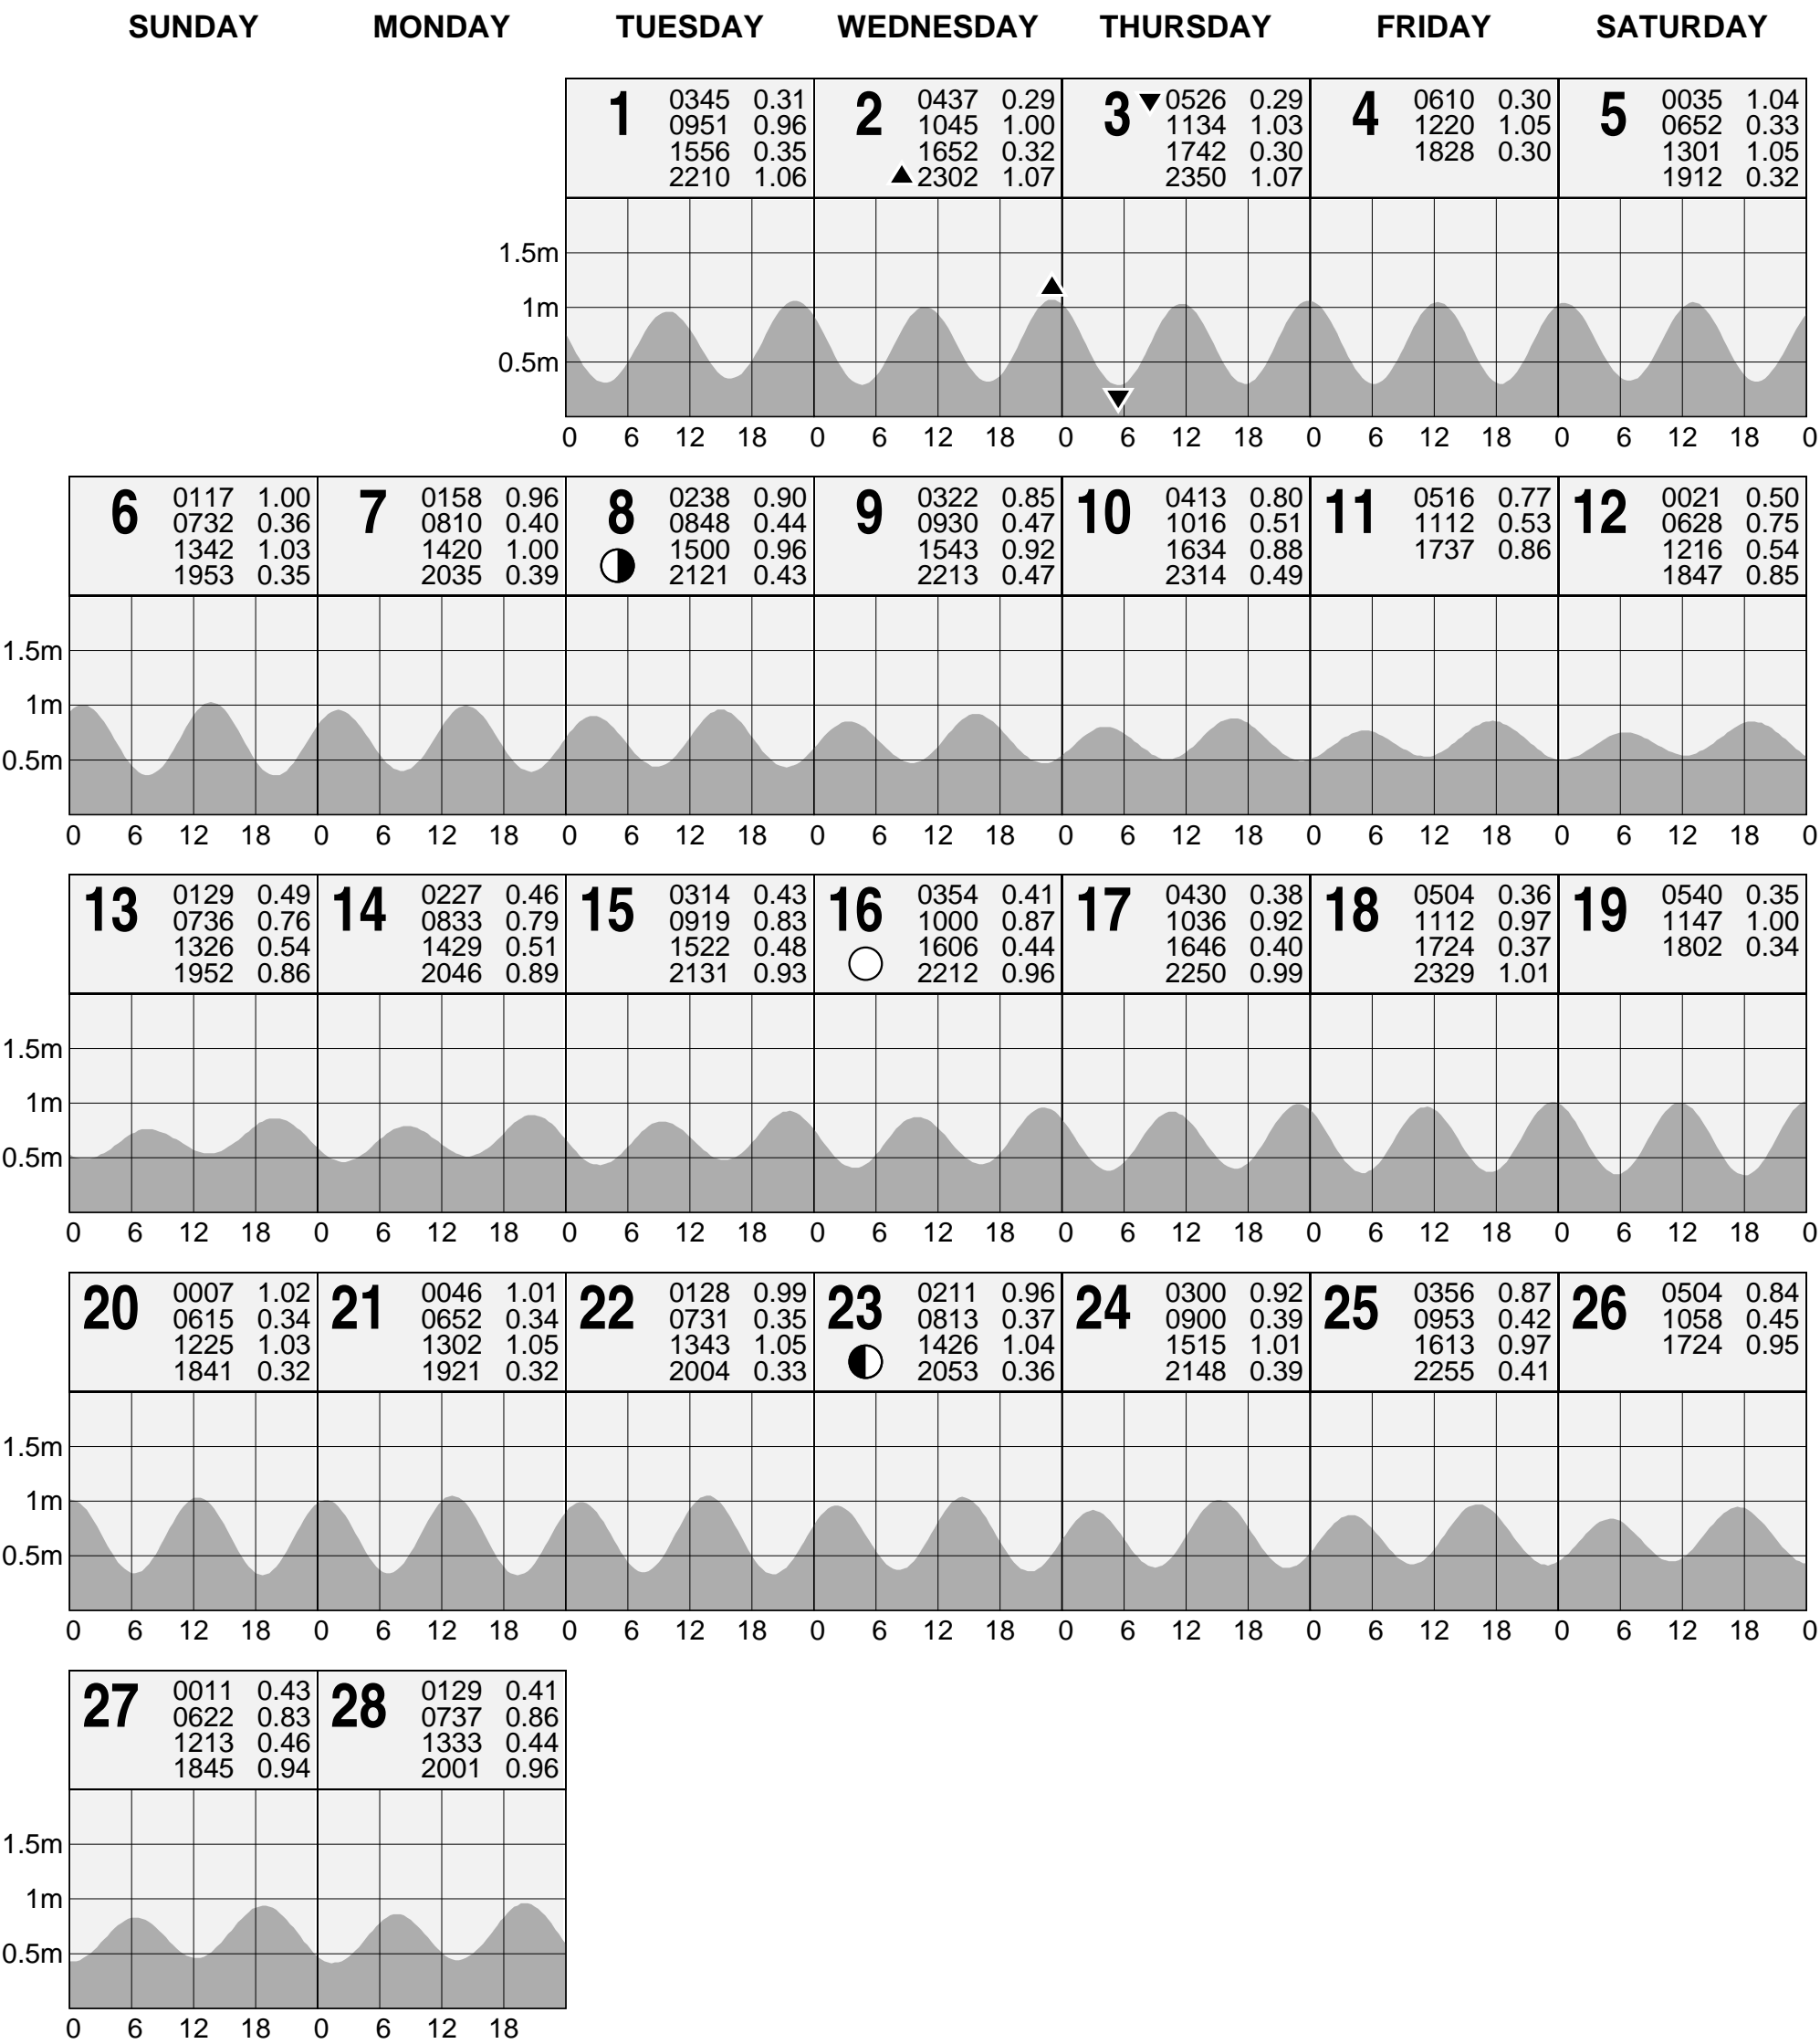 SUNDAY MONDAY TUESDAY WEDNESDAY THURSDAY FRIDAY SATURDAY
1 0345 0.31 2 0437 0.29 3 0526 0.29 4 0610 0.30 5 0035 1.04
0951 0.96 1045 1.00 1134 1.03 1220 1.05 0652 0.33
1556 0.35 1652 0.32 1742 0.30 1828 0.30 1301 1.05
2210 1.06 2302 1.07 2350 1.07 1912 0.32
1.5m
1m
0.5m
0 6 12 18 0 6 12 18 0 6 12 18 0 6 12 18 0 6 12 18 0
6 0117 1.00 7 0158 0.96 8 0238 0.90 9 0322 0.85 10 0413 0.80 11 0516 0.77 12 0021 0.50
0732 0.36 0810 0.40 0848 0.44 0930 0.47 1016 0.51 1112 0.53 0628 0.75
1342 1.03 1420 1.00 1500 0.96 1543 0.92 1634 0.88 1737 0.86 1216 0.54
1953 0.35 2035 0.39 2121 0.43 2213 0.47 2314 0.49 1847 0.85
1.5m
1m
0.5m
0 6 12 18 0 6 12 18 0 6 12 18 0 6 12 18 0 6 12 18 0 6 12 18 0 6 12 18 0
13 0129 0.49 14 0227 0.46 15 0314 0.43 16 0354 0.41 17 0430 0.38 18 0504 0.36 19 0540 0.35
0736 0.76 0833 0.79 0919 0.83 1000 0.87 1036 0.92 1112 0.97 1147 1.00
1326 0.54 1429 0.51 1522 0.48 1606 0.44 1646 0.40 1724 0.37 1802 0.34
1952 0.86 2046 0.89 2131 0.93 2212 0.96 2250 0.99 2329 1.01
1.5m
1m
0.5m
0 6 12 18 0 6 12 18 0 6 12 18 0 6 12 18 0 6 12 18 0 6 12 18 0 6 12 18 0
20 0007 1.02 21 0046 1.01 22 0128 0.99 23 0211 0.96 24 0300 0.92 25 0356 0.87 26 0504 0.84
0615 0.34 0652 0.34 0731 0.35 0813 0.37 0900 0.39 0953 0.42 1058 0.45
1225 1.03 1302 1.05 1343 1.05 1426 1.04 1515 1.01 1613 0.97 1724 0.95
1841 0.32 1921 0.32 2004 0.33 2053 0.36 2148 0.39 2255 0.41
1.5m
1m
0.5m
0 6 12 18 0 6 12 18 0 6 12 18 0 6 12 18 0 6 12 18 0 6 12 18 0 6 12 18 0
27 0011 0.43 28 0129 0.41
0622 0.83 0737 0.86
1213 0.46 1333 0.44
1845 0.94 2001 0.96
1.5m
1m
0.5m
0 6 12 18 0 6 12 18